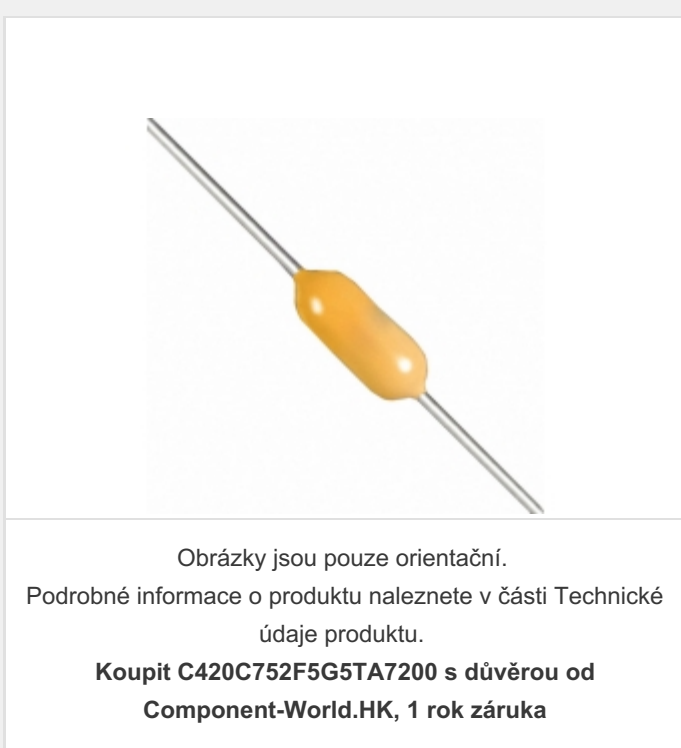 Obrázky jsou pouze orientační.
Podrobné informace o produktu naleznete v části Technické
údaje produktu.
Koupit C420C752F5G5TA7200 s důvěrou od
Component-World.HK, 1 rok záruka